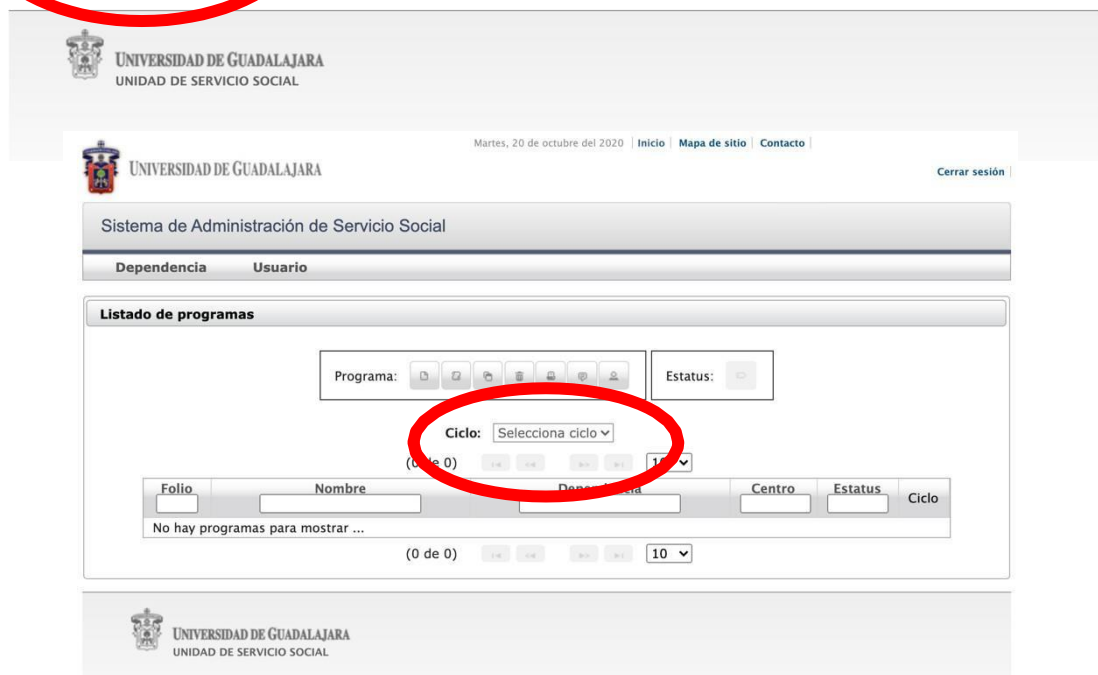 UNIVERSIDAD DE GUADALAJARA
UNIDAD DE SERVICIO SOCIAL
Martes, 20 de octubre del 2020 | Inicio | Mapa de sitio | Contacto |
UNIVERSIDAD DE GUADALAJARA
Cerrar sesión
Sistema de Administración de Servicio Social
Dependencia Usuario
Listado de programas
Programa: Estatus:
Ciclo: Selecciona ciclo
(0 de 0) 10
Folio Nombre Dependencia Centro Estatus Ciclo
No hay programas para mostrar ...
(0 de 0) 10
UNIVERSIDAD DE GUADALAJARA
UNIDAD DE SERVICIO SOCIAL